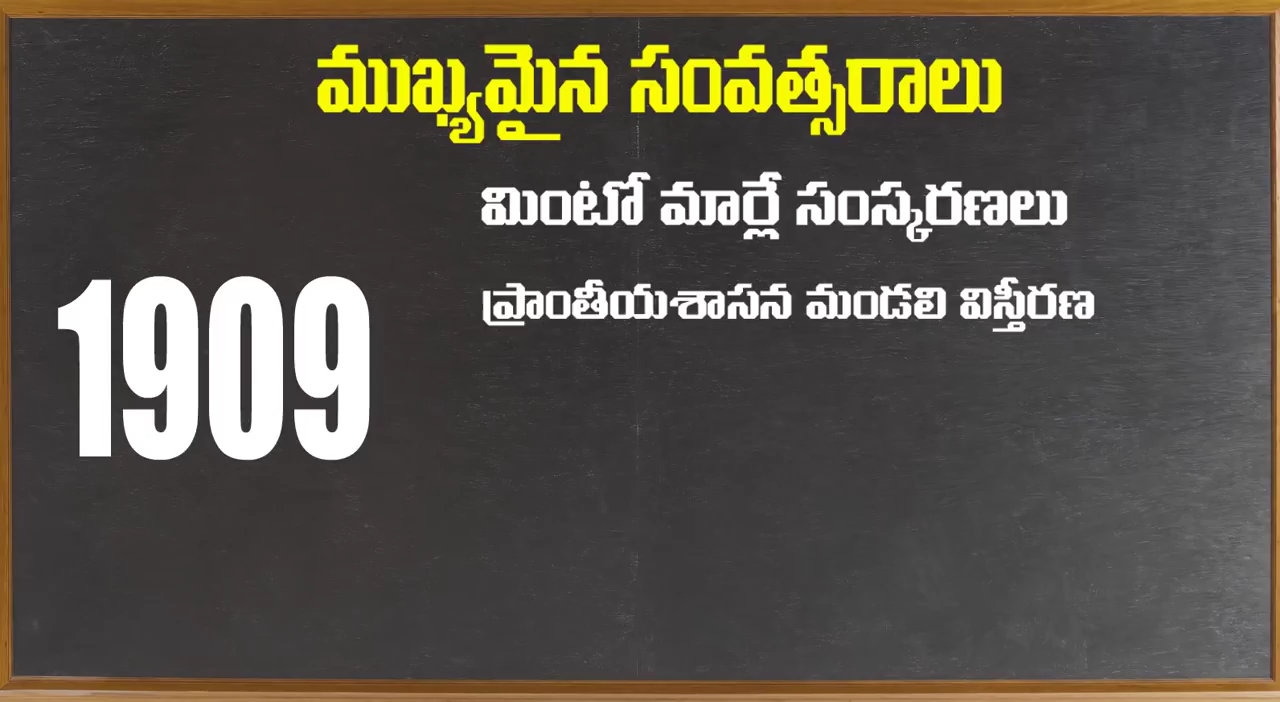 ముఖ్యమైన సంవత్సరాలు
1909
మింటో మార్లే సంస్కరణలు
ప్రాంతీయశాసన మండలి విస్తీరణ